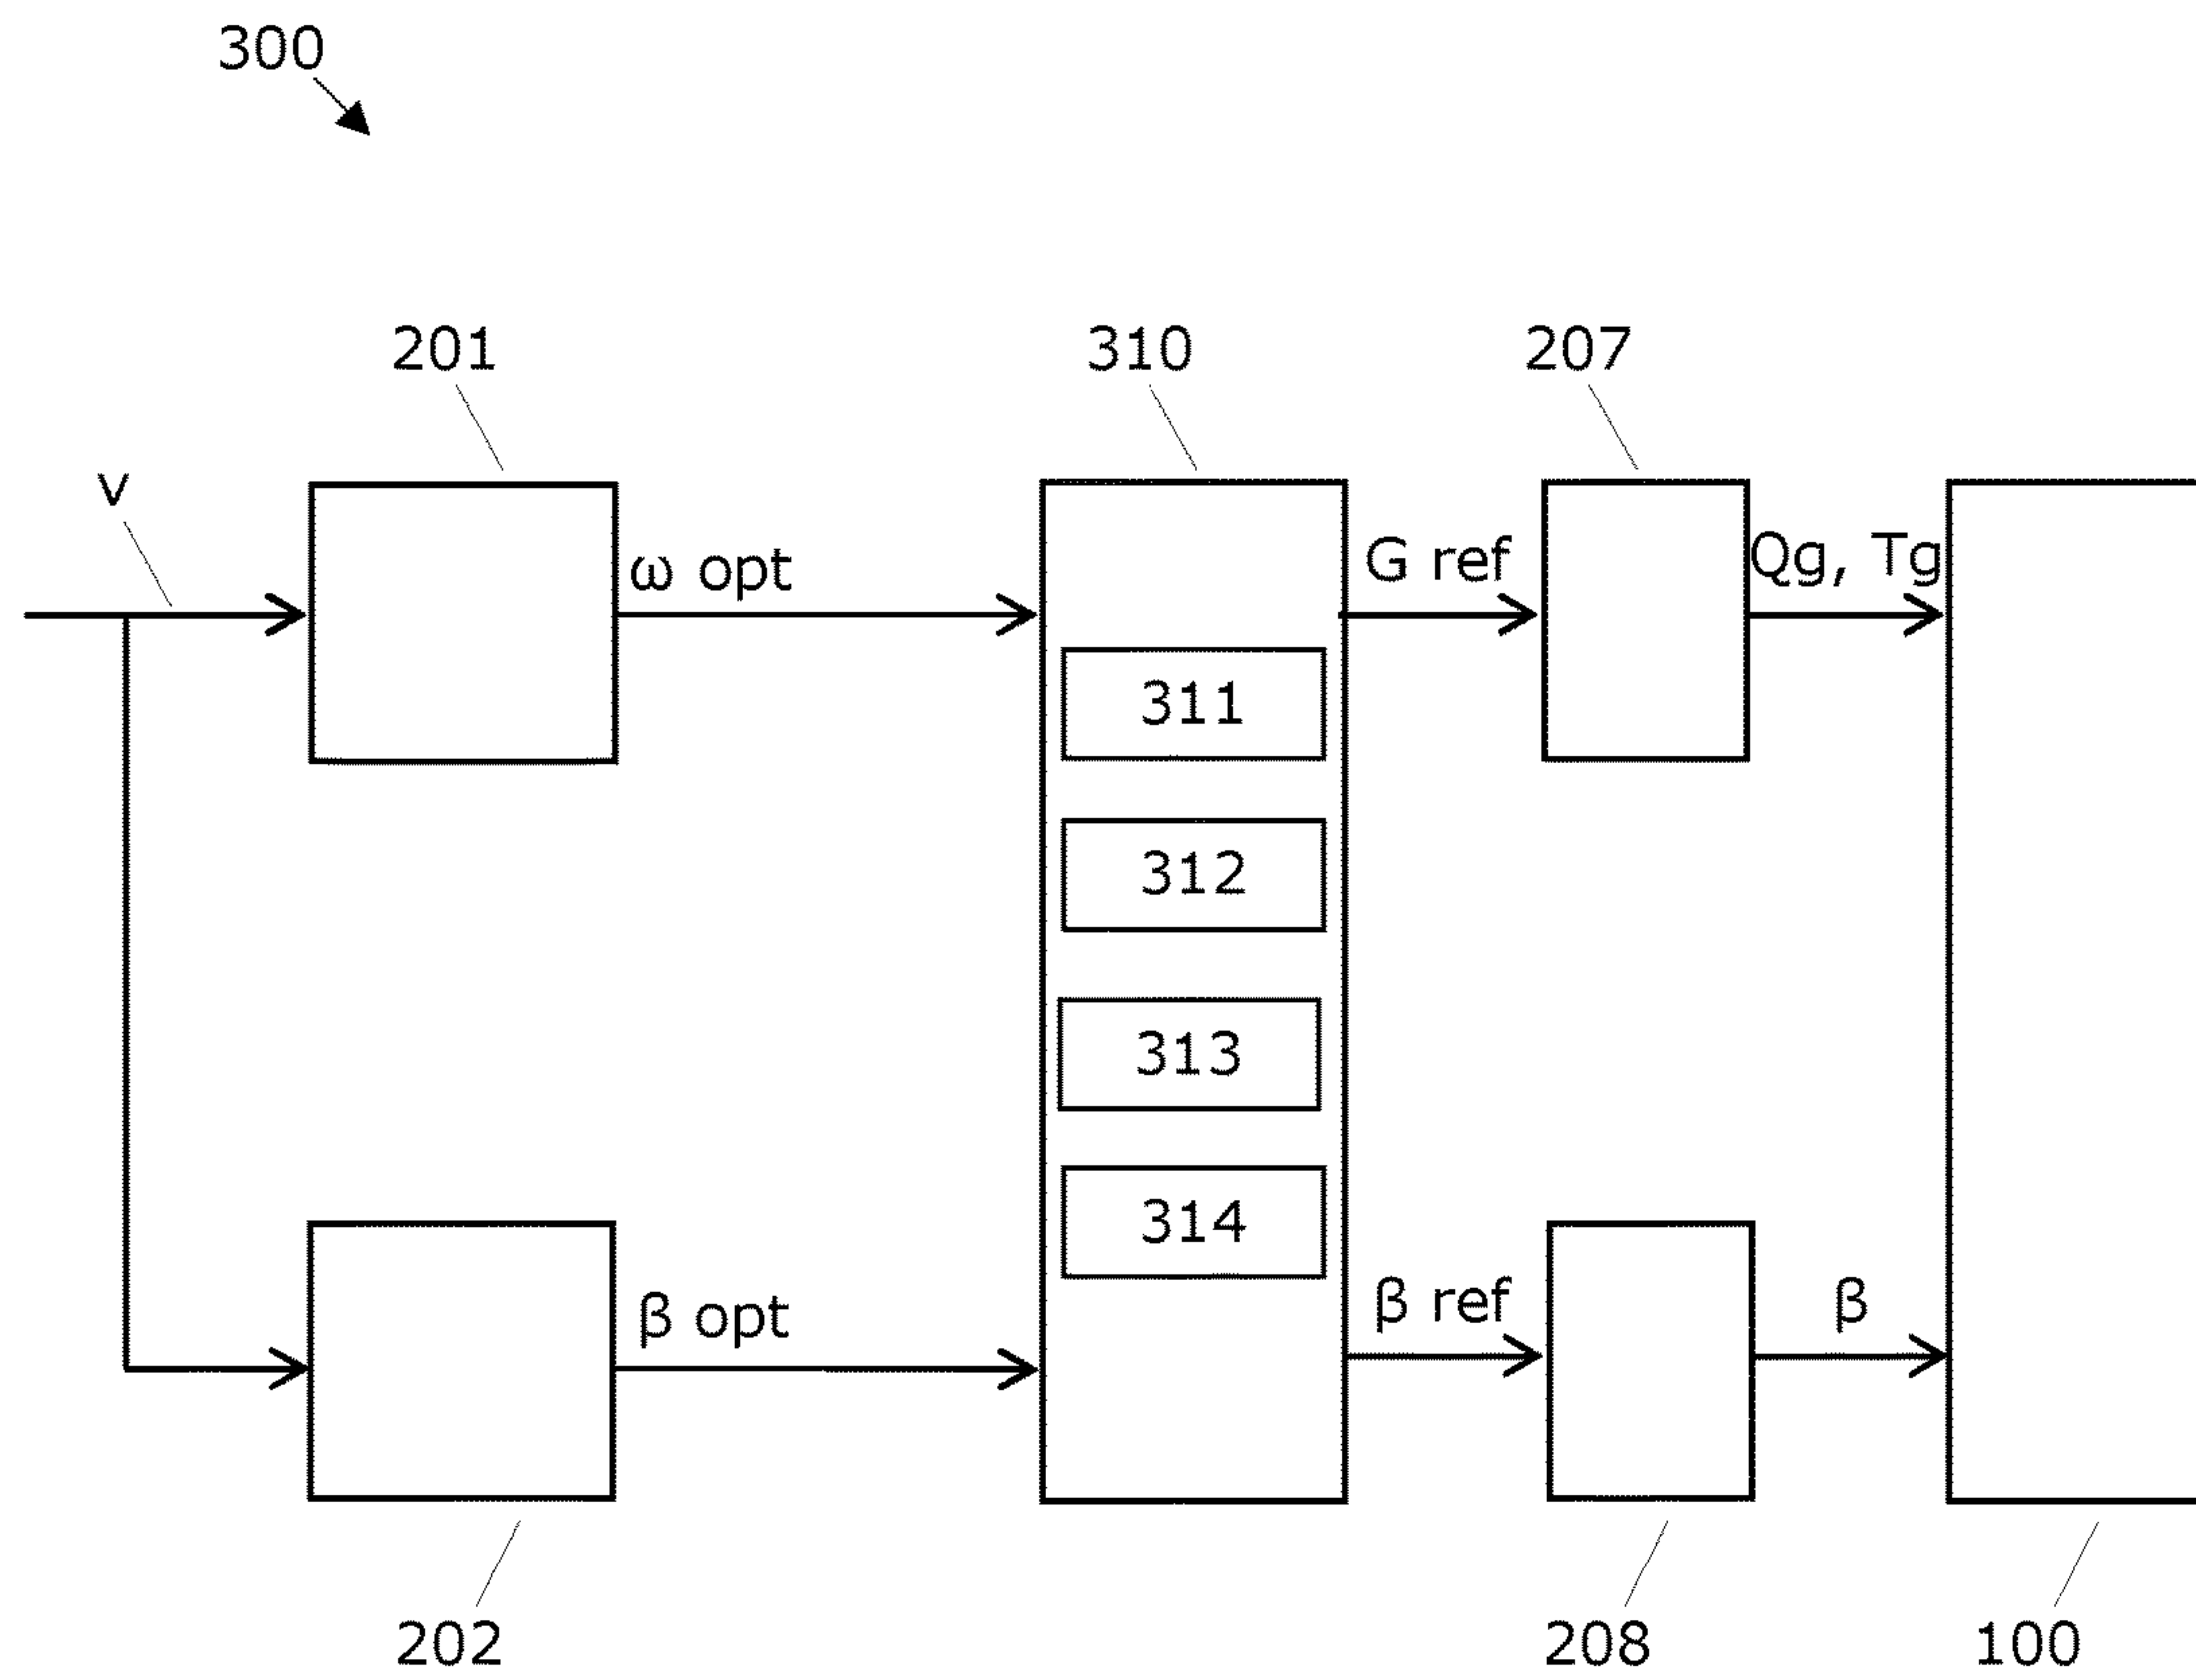 300
201
310
207
v
ω opt
G ref
Qg, Tg
311
312
313
314
β opt
β ref
β
202
208
100